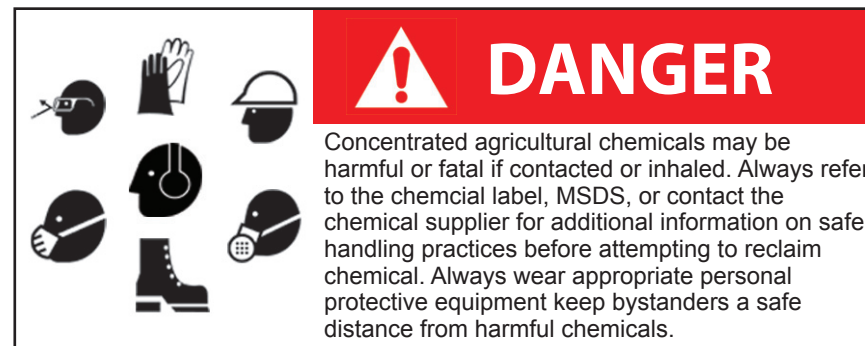 DANGER
Concentrated agricultural chemicals may be
harmful or fatal if contacted or inhaled. Always refer
to the chemcial label, MSDS, or contact the
chemical supplier for additional information on safe
handling practices before attempting to reclaim
chemical. Always wear appropriate personal
protective equipment keep bystanders a safe
distance from harmful chemicals.